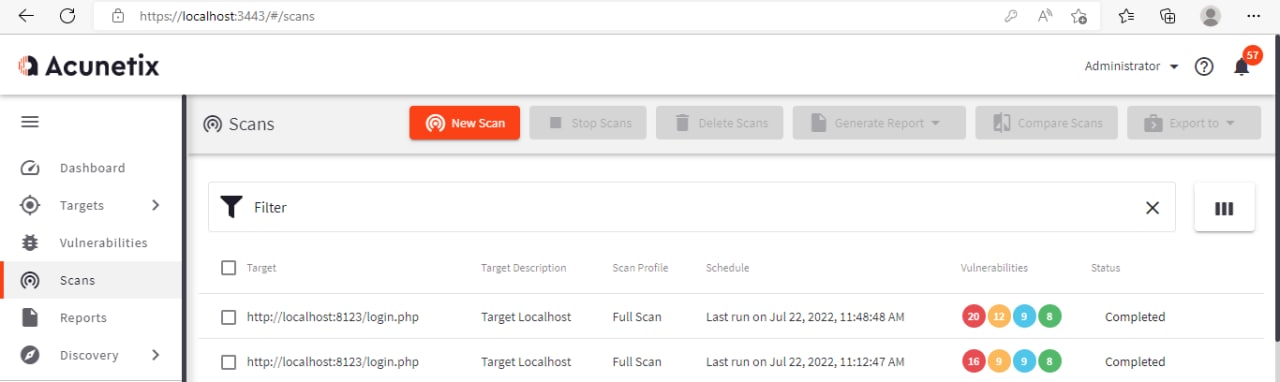 https://localhost:3443/#/scans
Acunetix
Administrator
57
Scans
New Scan
Stop Scans
Delete Scans
Generate Report
Compare Scans
Export to
Dashboard
Targets
Vulnerabilities
Scans
Reports
Discovery
Filter
Target Target Description Scan Profile Schedule Vulnerabilities Status
http://localhost:8123/login.php Target Localhost Full Scan Last run on Jul 22, 2022, 11:48:48 AM 20 12 9 8 Completed
http://localhost:8123/login.php Target Localhost Full Scan Last run on Jul 22, 2022, 11:12:47 AM 16 9 9 8 Completed